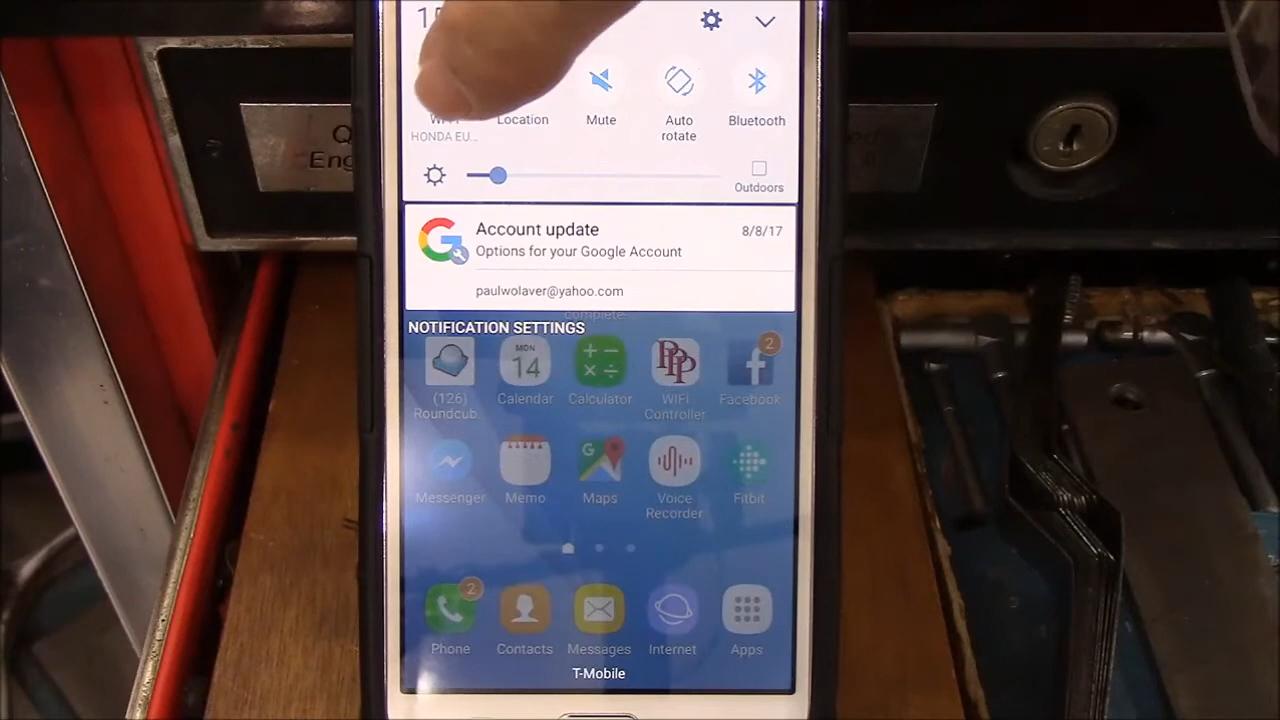 Location
Mute
Auto
rotate
Bluetooth
HONDA EU...
Outdoors
Account update
8/8/17
Options for your Google Account
paulwolaver@yahoo.com
complete
NOTIFICATION SETTINGS
MON
14
2
(126)
Roundcub
Calendar
Calculator
WIFI
Controller
Facebook
Messenger
Memo
Maps
Voice
Recorder
Fitbit
2
Phone
Contacts
Messages
Internet
Apps
T-Mobile